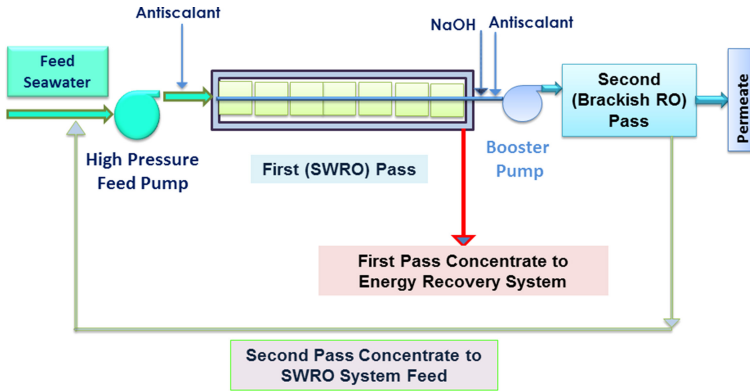 Antiscalant
NaOH
Antiscalant
Feed
Seawater
Second
(Brackish RO)
Pass
Permeate
High Pressure
Feed Pump
First (SWRO) Pass
Booster
Pump
First Pass Concentrate to
Energy Recovery System
Second Pass Concentrate to
SWRO System Feed